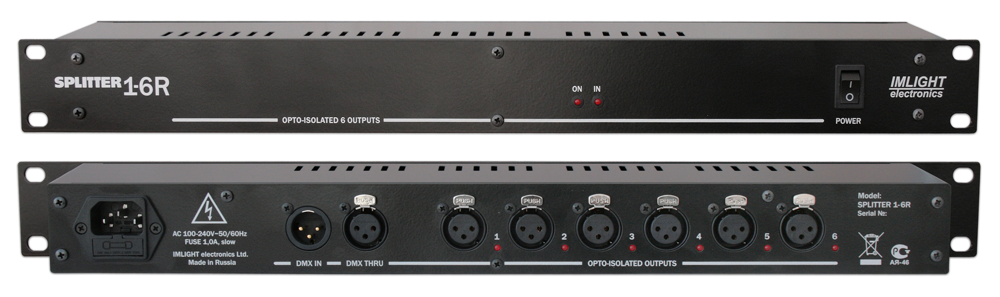 SPLITTER 1-6R
ON IN
IMLIGHT
electronics
OPTO-ISOLATED 6 OUTPUTS
I
O
POWER
PUSH
PUSH
PUSH
PUSH
PUSH
PUSH
PUSH
AC 100-240V~50/60Hz
FUSE 1,0A, slow
IMLIGHT electronics Ltd.
Made in Russia
DMX IN
DMX THRU
1
2
3
4
5
6
OPTO-ISOLATED OUTPUTS
Model:
SPLITTER 1-6R
Serial №:
АЯ-46